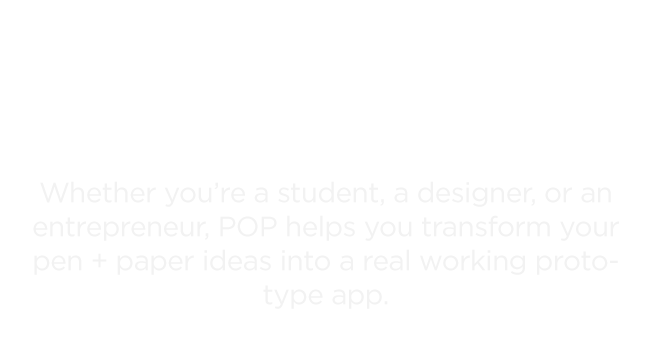 Whether you're a student, a designer, or an
entrepreneur, POP helps you transform your
pen + paper ideas into a real working proto-
type app.